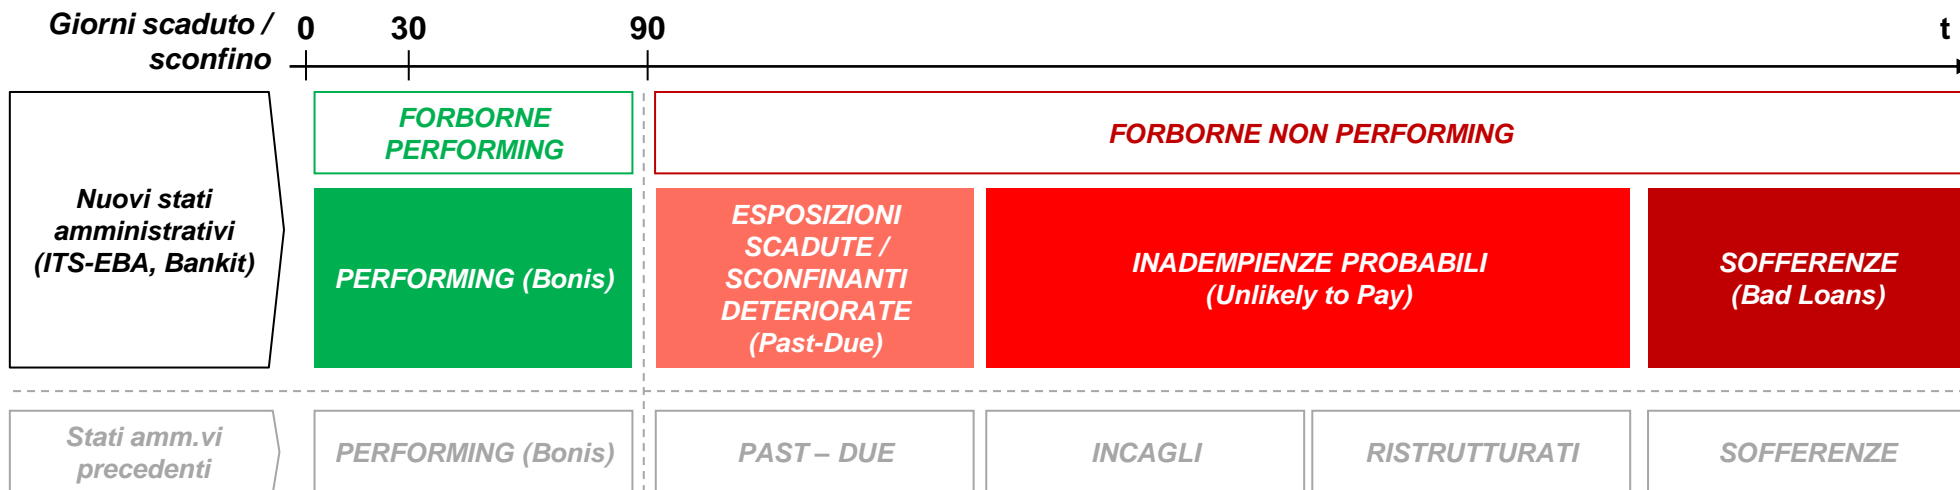 Giorni scaduto /
sconfino
0
30
90
t
Nuovi stati
amministrativi
(ITS-EBA, Bankit)
FORBORNE
PERFORMING
FORBORNE NON PERFORMING
PERFORMING (Bonis)
ESPOSIZIONI
SCADUTE /
SCONFINANTI
DETERIORATE
(Past-Due)
INADEMPIENZE PROBABILI
(Unlikely to Pay)
SOFFERENZE
(Bad Loans)
Stati amm.vi
precedenti
PERFORMING (Bonis)
PAST – DUE
INCAGLI
RISTRUTTURATI
SOFFERENZE